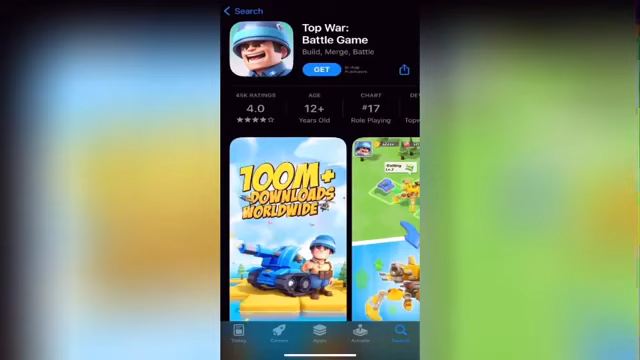 Search
Top War:
Battle Game
Build, Merge, Battle
GET
In-App
Purchases
45K RATINGS
AGE
CHART
4.0
12+
#17
★★★★☆
Years Old
Role Playing
100M+
DOWNLOADS
WORLDWIDE
Today
Games
Apps
Arcade
Search